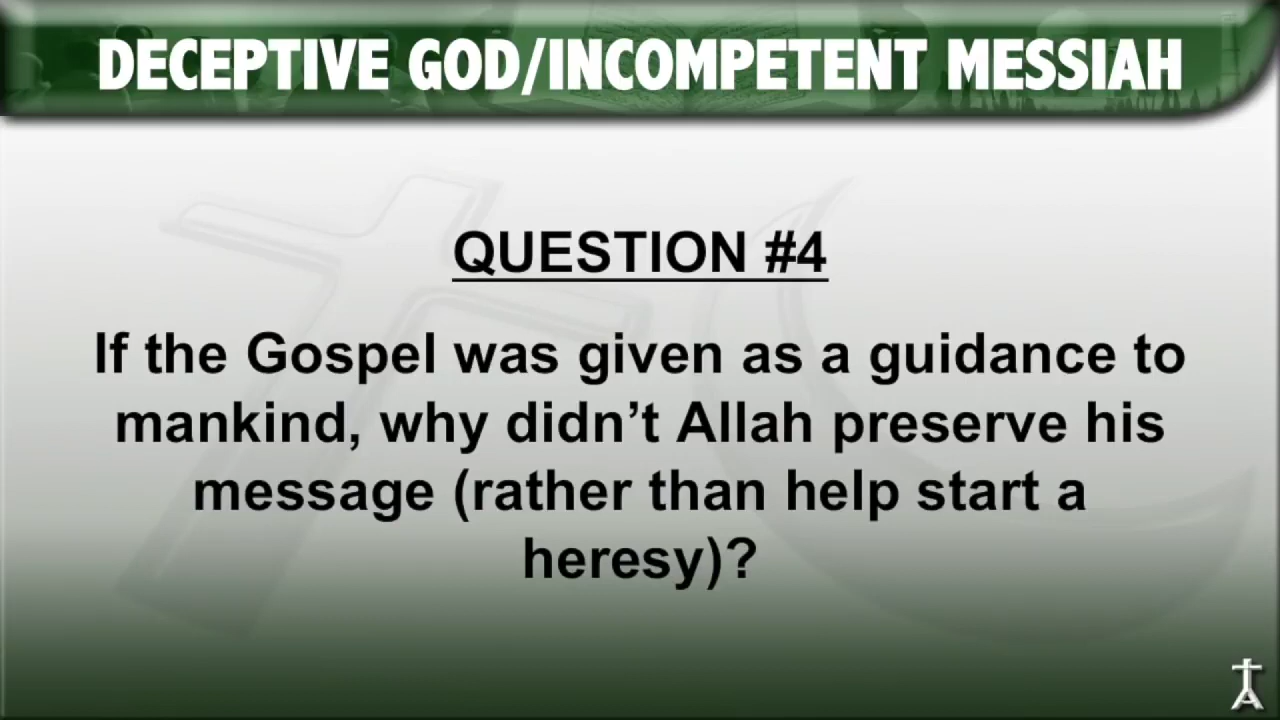 DECEPTIVE GOD/INCOMPETENT MESSIAH
QUESTION #4
If the Gospel was given as a guidance to
mankind, why didn’t Allah preserve his
message (rather than help start a
heresy)?